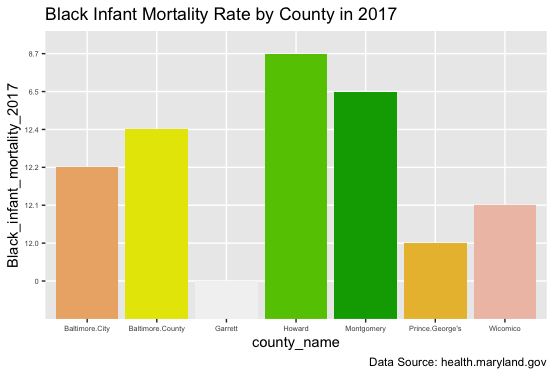 Black Infant Mortality Rate by County in 2017
Black_infant_mortality_2017
8.7
6.5
12.4
12.2
12.1
12.0
0
Baltimore.City Baltimore.County Garrett Howard Montgomery Prince.George's Wicomico
county_name
Data Source: health.maryland.gov